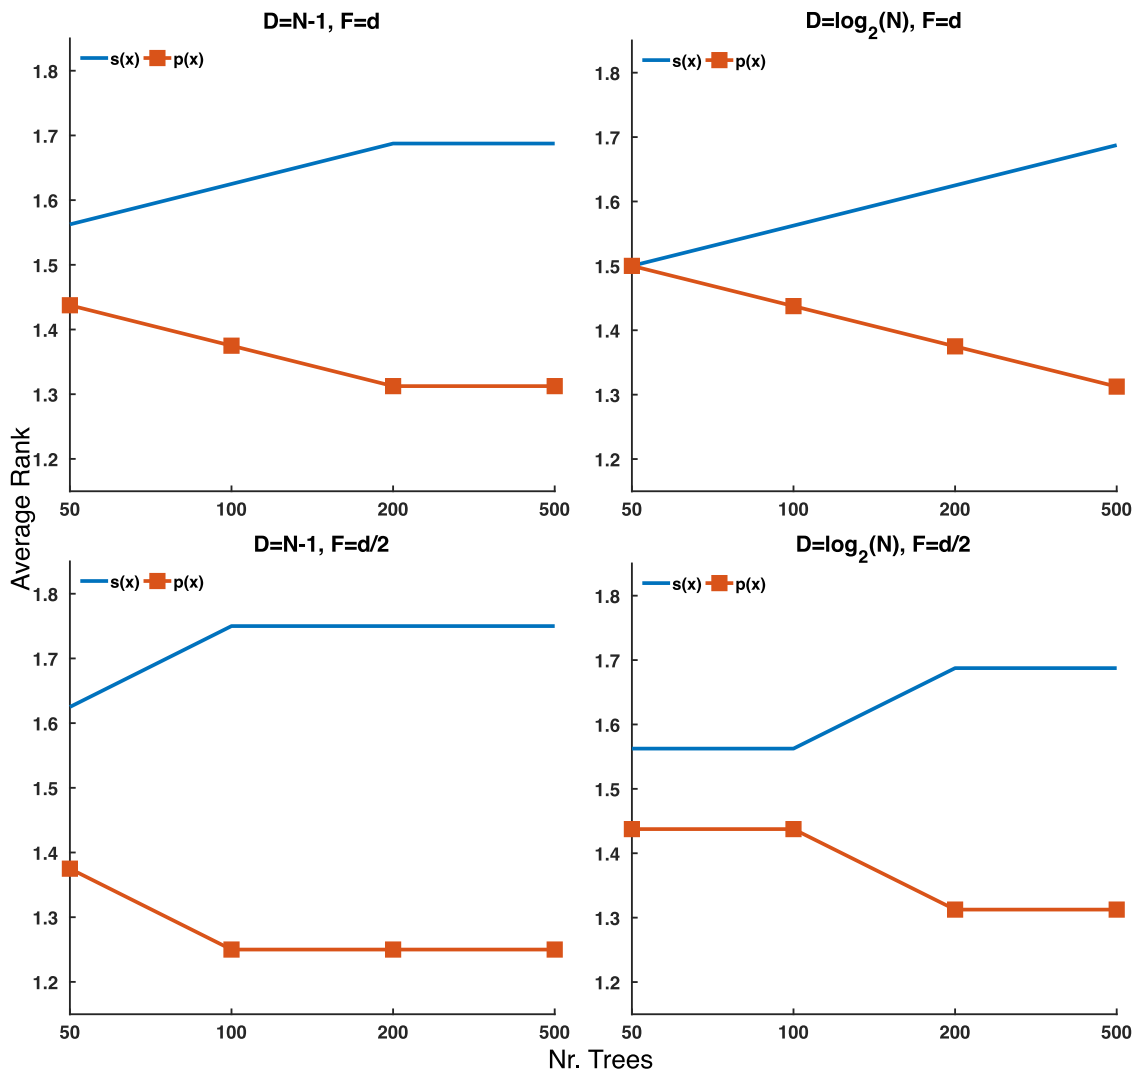 D=N-1, F=d
s(x) p(x)
1.8
1.7
1.6
1.5
1.4
1.3
1.2
50 100 200 500
D=log2(N), F=d
s(x) p(x)
1.8
1.7
1.6
1.5
1.4
1.3
1.2
50 100 200 500
Average Rank
D=N-1, F=d/2
s(x) p(x)
1.8
1.7
1.6
1.5
1.4
1.3
1.2
50 100 200 500
D=log2(N), F=d/2
s(x) p(x)
1.8
1.7
1.6
1.5
1.4
1.3
1.2
50 100 200 500
Nr. Trees